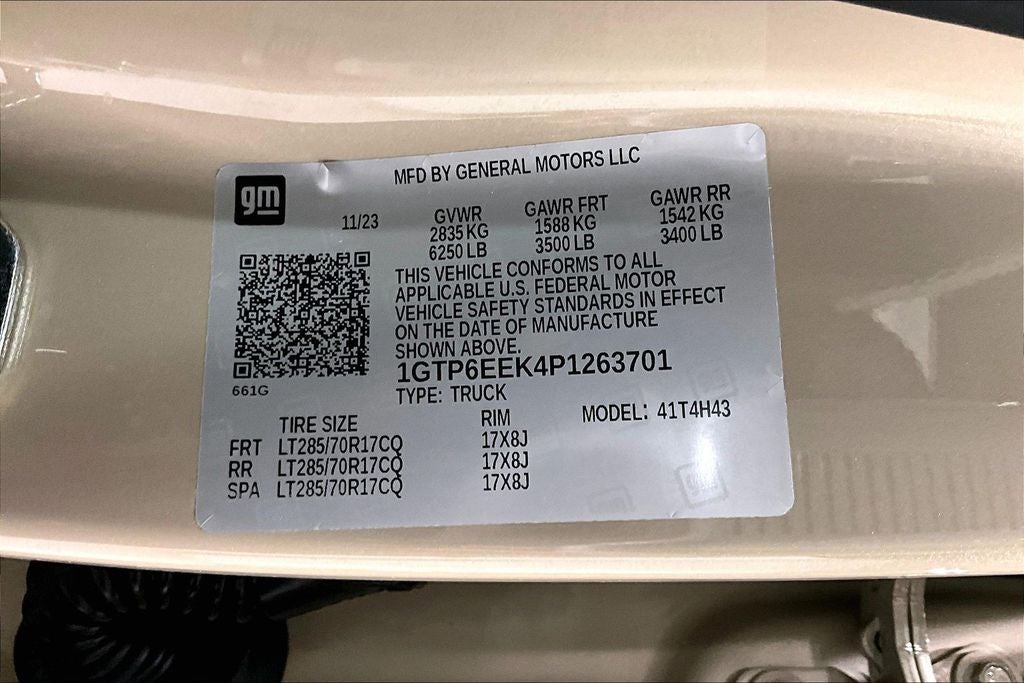 MFD BY GENERAL MOTORS LLC
gm
11/23
GVWR GAWR FRT GAWR RR
2835 KG 1588 KG 1542 KG
6250 LB 3500 LB 3400 LB
THIS VEHICLE CONFORMS TO ALL
APPLICABLE U.S. FEDERAL MOTOR
VEHICLE SAFETY STANDARDS IN EFFECT
ON THE DATE OF MANUFACTURE
SHOWN ABOVE.
1GTP6EEK4P1263701
661G
TYPE: TRUCK
TIRE SIZE RIM MODEL: 41T4H43
FRT LT285/70R17CQ 17X8J
RR LT285/70R17CQ 17X8J
SPA LT285/70R17CQ 17X8J
gm